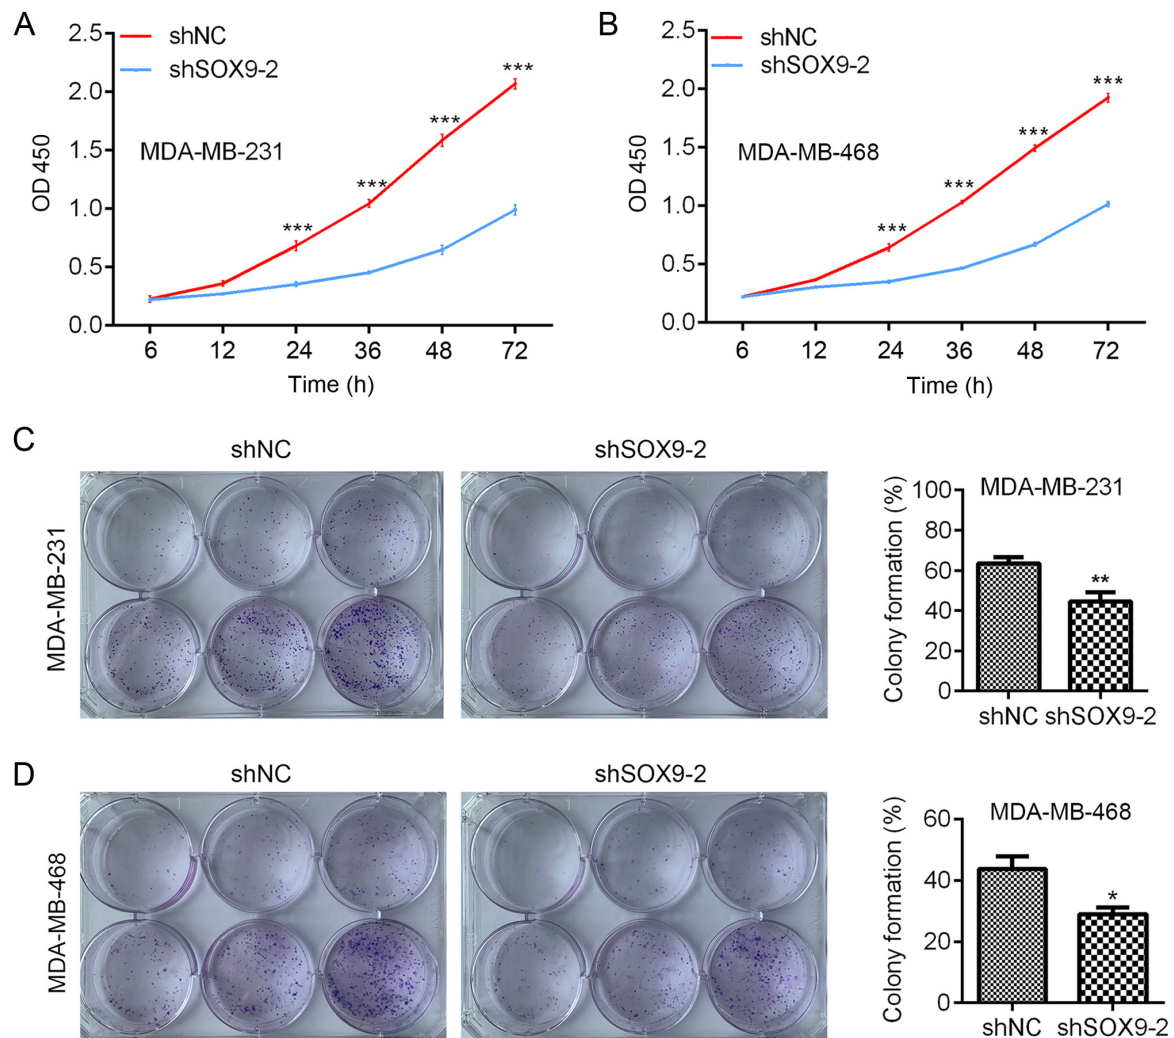 A
B
2.5
2.0
1.5
1.0
0.5
0.0
OD 450
shNC
shSOX9-2
MDA-MB-231
***
***
***
***
6 12 24 36 48 72
Time (h)
2.5
2.0
1.5
1.0
0.5
0.0
OD 450
shNC
shSOX9-2
MDA-MB-468
***
***
***
***
6 12 24 36 48 72
Time (h)
C
shNC
shSOX9-2
MDA-MB-231
Colony formation (%)
100
80
60
40
20
0
MDA-MB-231
**
shNC shSOX9-2
D
shNC
shSOX9-2
MDA-MB-468
Colony formation (%)
60
40
20
0
MDA-MB-468
*
shNC shSOX9-2